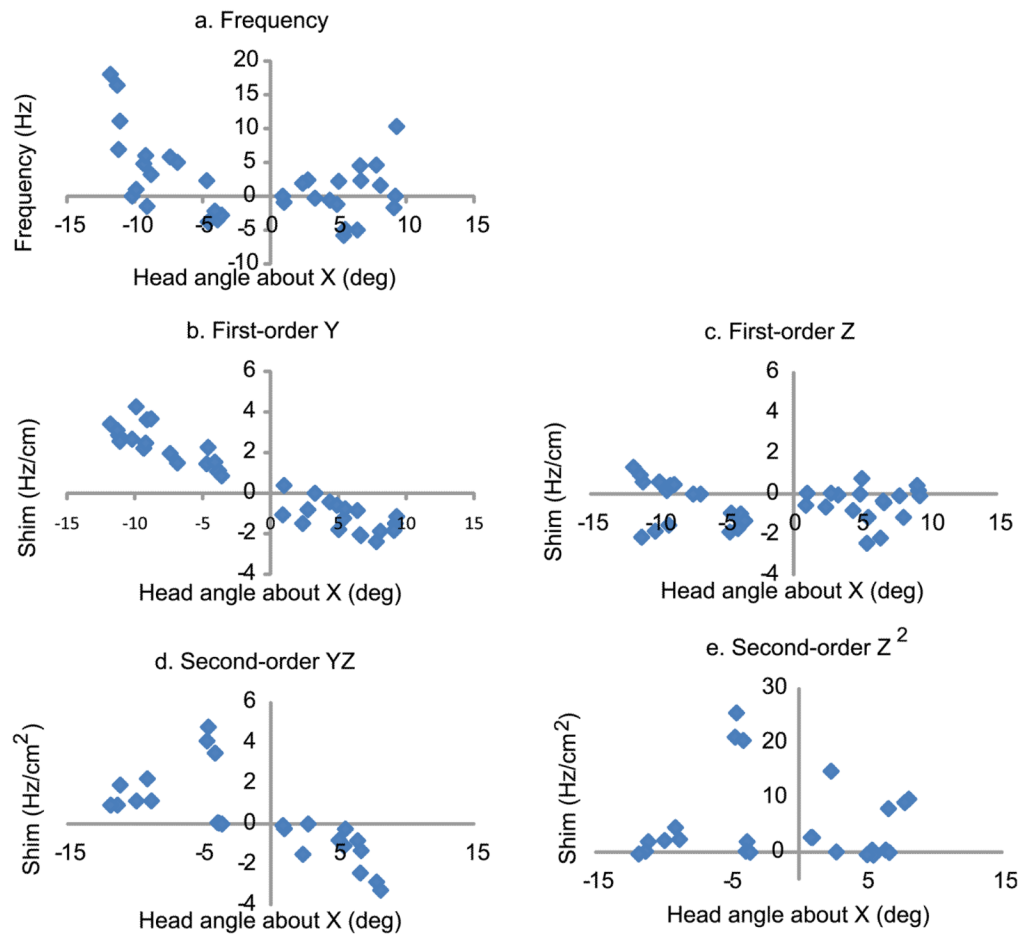 a. Frequency
20
15
10
5
0
-5
-10
-15 -10 -5 0 5 10 15
Frequency (Hz)
Head angle about X (deg)
b. First-order Y
6
4
2
0
-2
-4
-15 -10 -5 0 5 10 15
Shim (Hz/cm)
Head angle about X (deg)
c. First-order Z
6
4
2
0
-2
-4
-15 -10 -5 0 5 10 15
Shim (Hz/cm)
Head angle about X (deg)
d. Second-order YZ
6
4
2
0
-2
-4
-15 -5 5 15
Shim (Hz/cm²)
Head angle about X (deg)
e. Second-order Z²
30
20
10
0
-15 -5 5 15
Shim (Hz/cm²)
Head angle about X (deg)